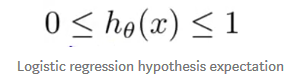 0 ≤ hθ(x) ≤ 1
Logistic regression hypothesis expectation